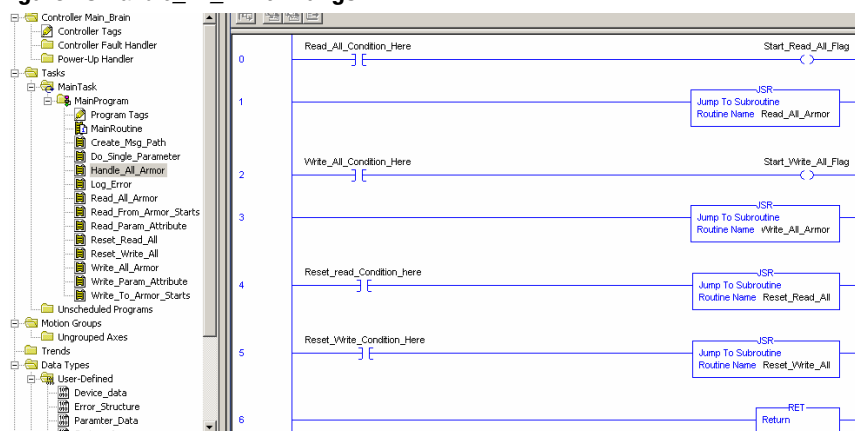 Controller Main_Brain
Controller Tags
Controller Fault Handler
Power-Up Handler
Tasks
MainTask
MainProgram
Program Tags
MainRoutine
Create_Msg_Path
Do_Single_Parameter
Handle_All_Armor
Log_Error
Read_All_Armor
Read_From_Armor_Starts
Read_Param_Attribute
Reset_Read_All
Reset_Write_All
Write_All_Armor
Write_Param_Attribute
Write_To_Armor_Starts
Unscheduled Programs
Motion Groups
Ungrouped Axes
Trends
Data Types
User-Defined
Device_data
Error_Structure
Paramter_Data
0
Read_All_Condition_Here
Start_Read_All_Flag
1
JSR
Jump To Subroutine
Routine Name Read_All_Armor
2
Write_All_Condition_Here
Start_Write_All_Flag
3
JSR
Jump To Subroutine
Routine Name Write_All_Armor
4
Reset_read_Condition_here
JSR
Jump To Subroutine
Routine Name Reset_Read_All
5
Reset_Write_Condition_Here
JSR
Jump To Subroutine
Routine Name Reset_Write_All
6
RET
Return